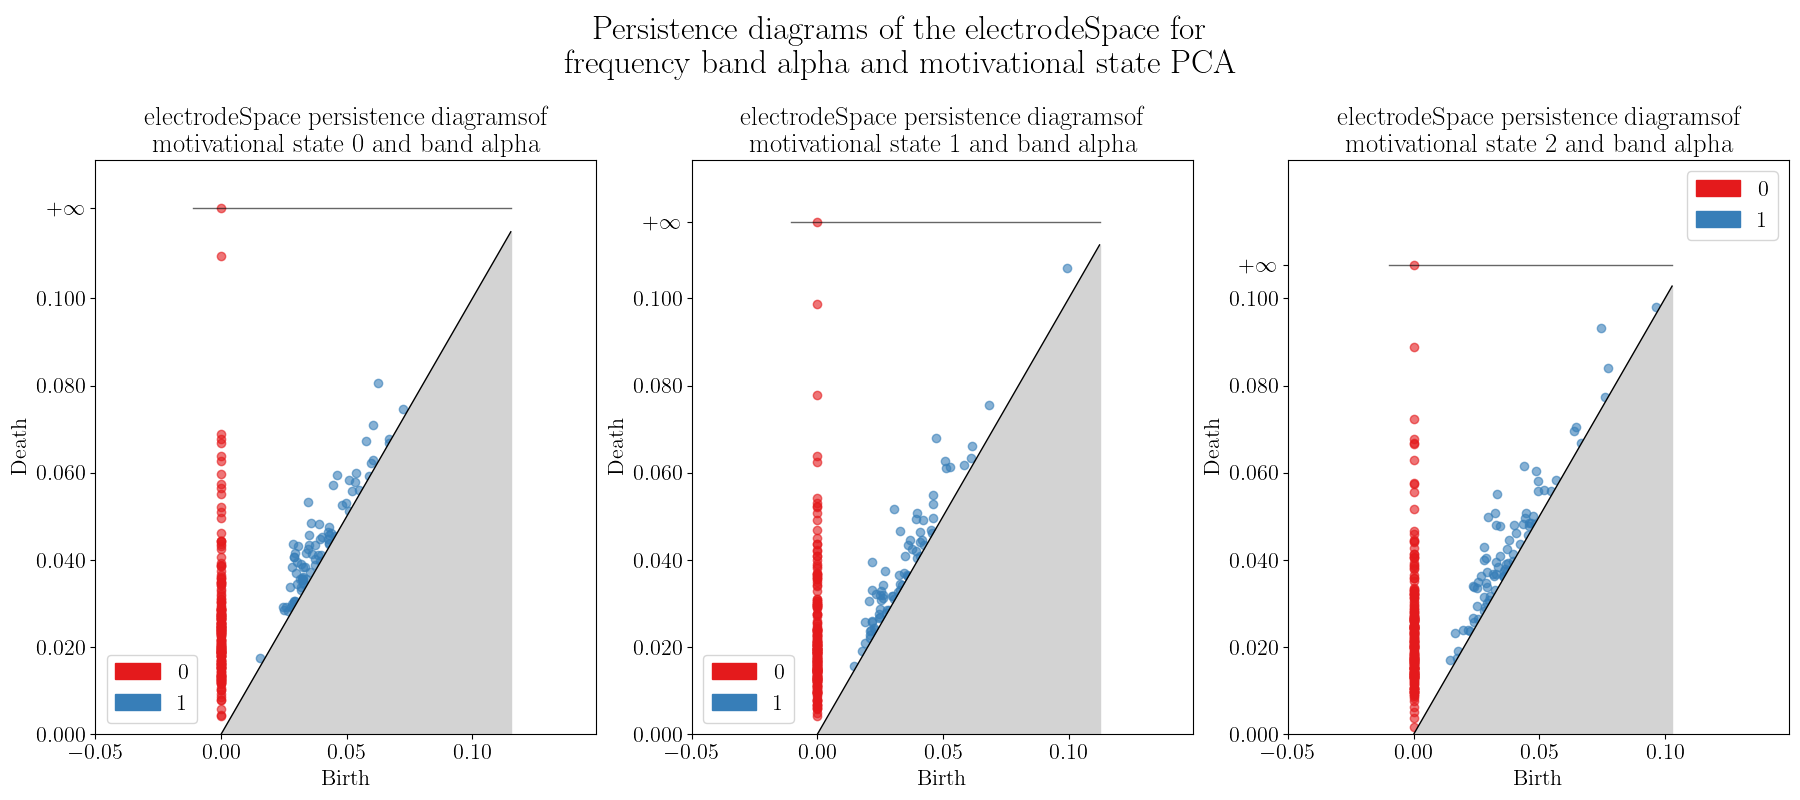 Persistence diagrams of the electrodeSpace for
frequency band alpha and motivational state PCA
electrodeSpace persistence diagramsof
motivational state 0 and band alpha
+∞
0.100
0.080
0.060
0.040
0.020
0.000
Death
0
1
−0.05
0.00
0.05
0.10
Birth
electrodeSpace persistence diagramsof
motivational state 1 and band alpha
+∞
0.100
0.080
0.060
0.040
0.020
0.000
Death
0
1
−0.05
0.00
0.05
0.10
Birth
electrodeSpace persistence diagramsof
motivational state 2 and band alpha
0
1
+∞
0.100
0.080
0.060
0.040
0.020
0.000
Death
−0.05
0.00
0.05
0.10
Birth